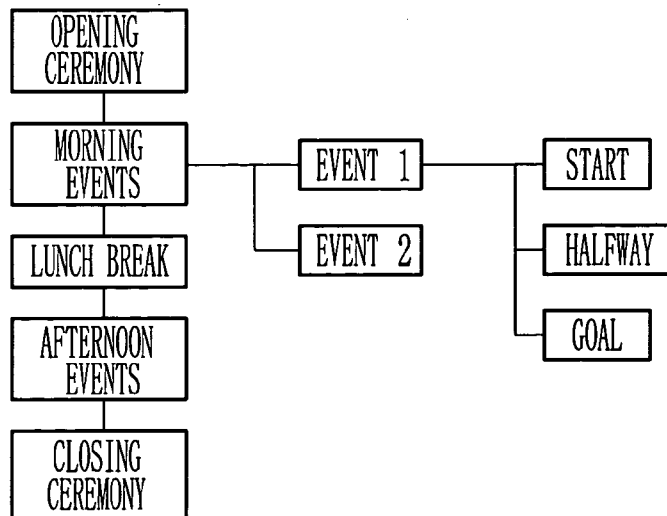 OPENING
CEREMONY
MORNING
EVENTS
EVENT 1
START
EVENT 2
HALFWAY
LUNCH BREAK
GOAL
AFTERNOON
EVENTS
CLOSING
CEREMONY